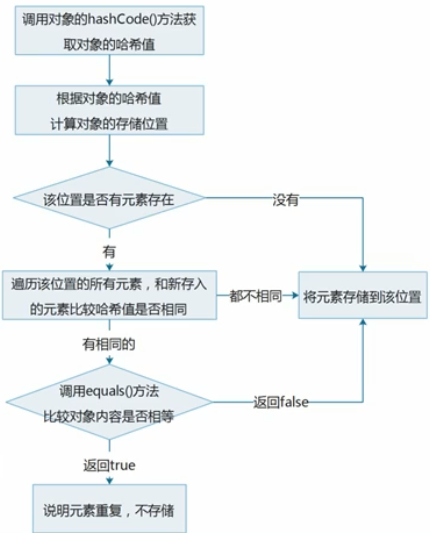 调用对象的hashCode()方法获
取对象的哈希值
根据对象的哈希值
计算对象的存储位置
该位置是否有元素存在
没有
有
遍历该位置的所有元素，和新存入
的元素比较哈希值是否相同
都不相同
将元素存储到该位置
有相同的
调用equals()方法
比较对象内容是否相等
返回false
返回true
说明元素重复，不存储